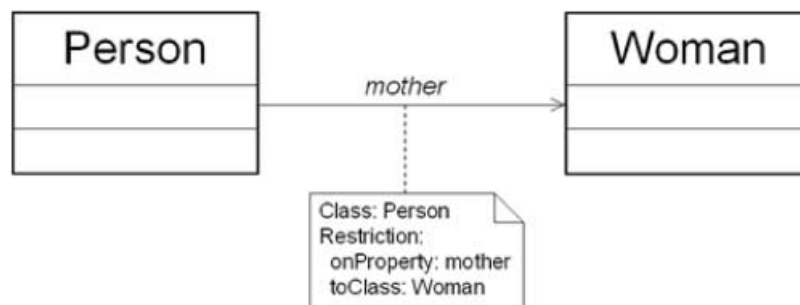 Person
Woman
mother
Class: Person
Restriction:
onProperty: mother
toClass: Woman